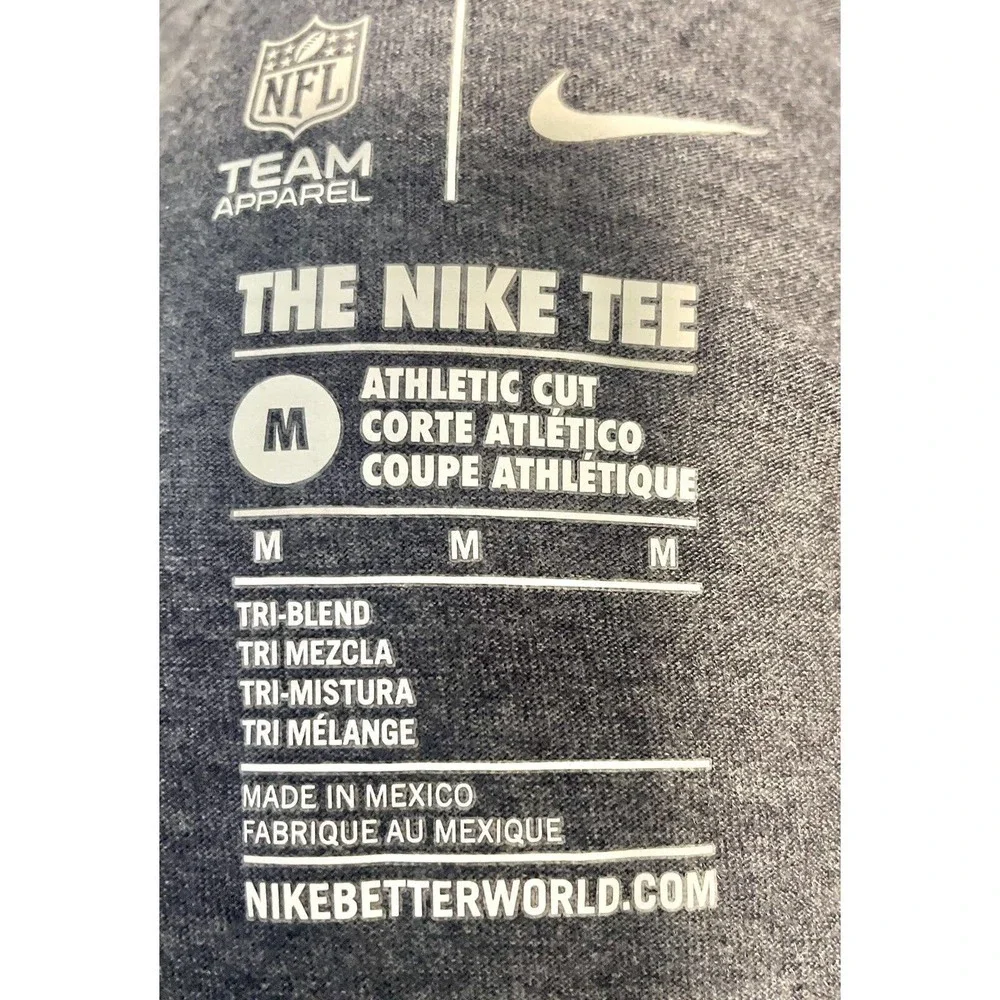 NFL
TEAM
APPAREL
THE NIKE TEE
M
ATHLETIC CUT
CORTE ATLÉTICO
COUPE ATHLÉTIQUE
M M M
TRI-BLEND
TRI MEZCLA
TRI-MISTURA
TRI MÉLANGE
MADE IN MEXICO
FABRIQUE AU MEXIQUE
NIKEBETTERWORLD.COM